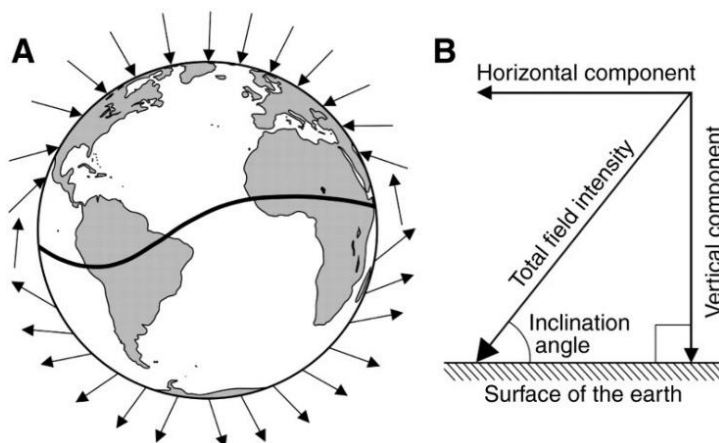 A
B
Horizontal component
Total field intensity
Vertical component
Inclination
angle
Surface of the earth